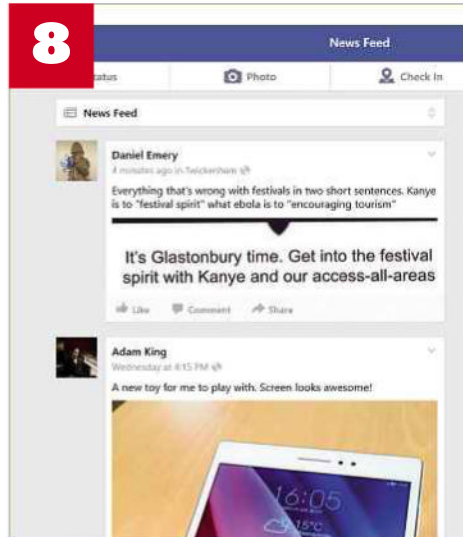 8
News Feed
Status
Photo
Check In
News Feed
Daniel Emery
4 minutes ago in Twickenham
Everything that's wrong with festivals in two short sentences. Kanye
is to "festival spirit" what ebola is to "encouraging tourism"
It's Glastonbury time. Get into the festival
spirit with Kanye and our access-all-areas
Like
Comment
Share
Adam King
Wednesday at 4:15 PM
A new toy for me to play with. Screen looks awesome!
16:05
15°C